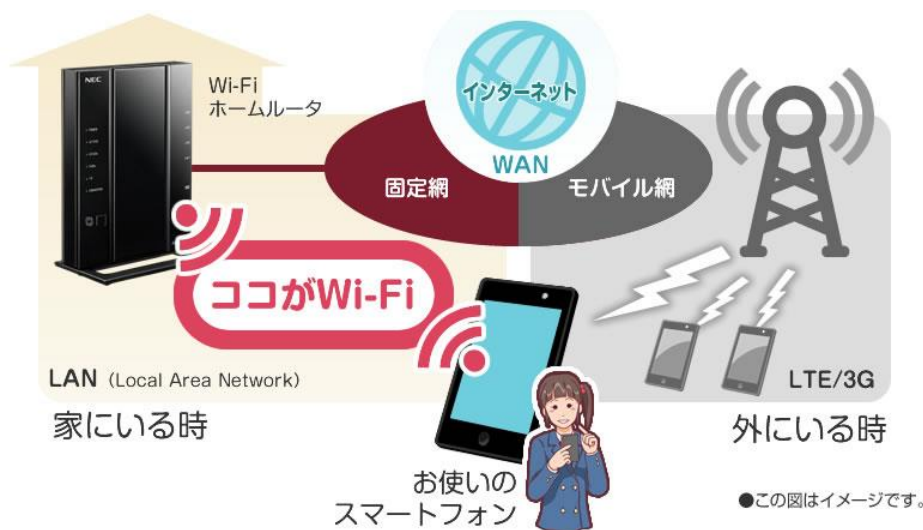 NEC
Wi-Fi
ホームルータ
インターネット
WAN
固定網
モバイル網
ココがWi-Fi
LAN (Local Area Network)
家にいる時
LTE/3G
外にいる時
お使いの
スマートフォン
●この図はイメージです。